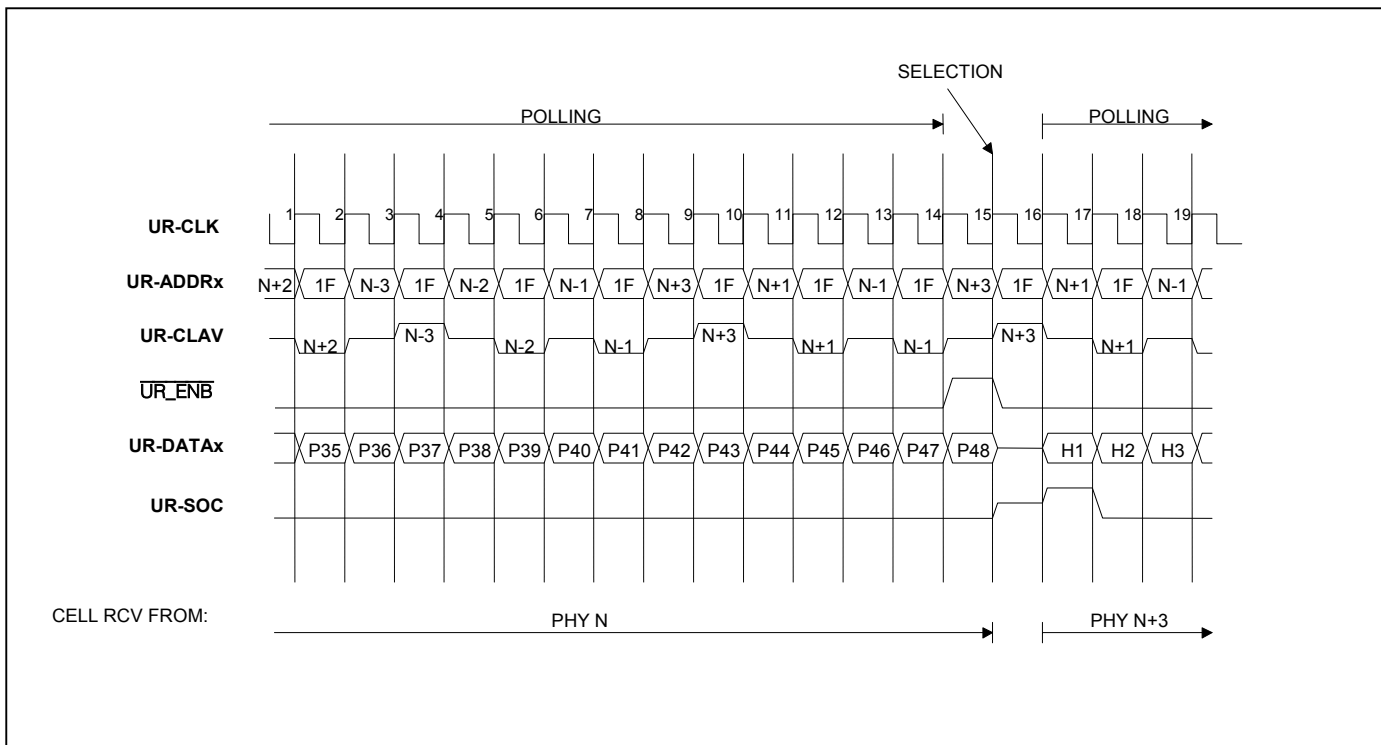 SELECTION
POLLING POLLING
1 2 3 4 5 6 7 8 9 10 11 12 13 14 15 16 17 18 19
UR-CLK
UR-ADDRx N+2 1F N-3 1F N-2 1F N-1 1F N+3 1F N+1 1F N-1 1F N+3 1F N+1 1F N-1
UR-CLAV N+2 N-3 N-2 N-1 N+3 N+1 N-1 N+3 N+1
UR_ENB
UR-DATAx P35 P36 P37 P38 P39 P40 P41 P42 P43 P44 P45 P46 P47 P48 H1 H2 H3
UR-SOC
CELL RCV FROM: PHY N PHY N+3